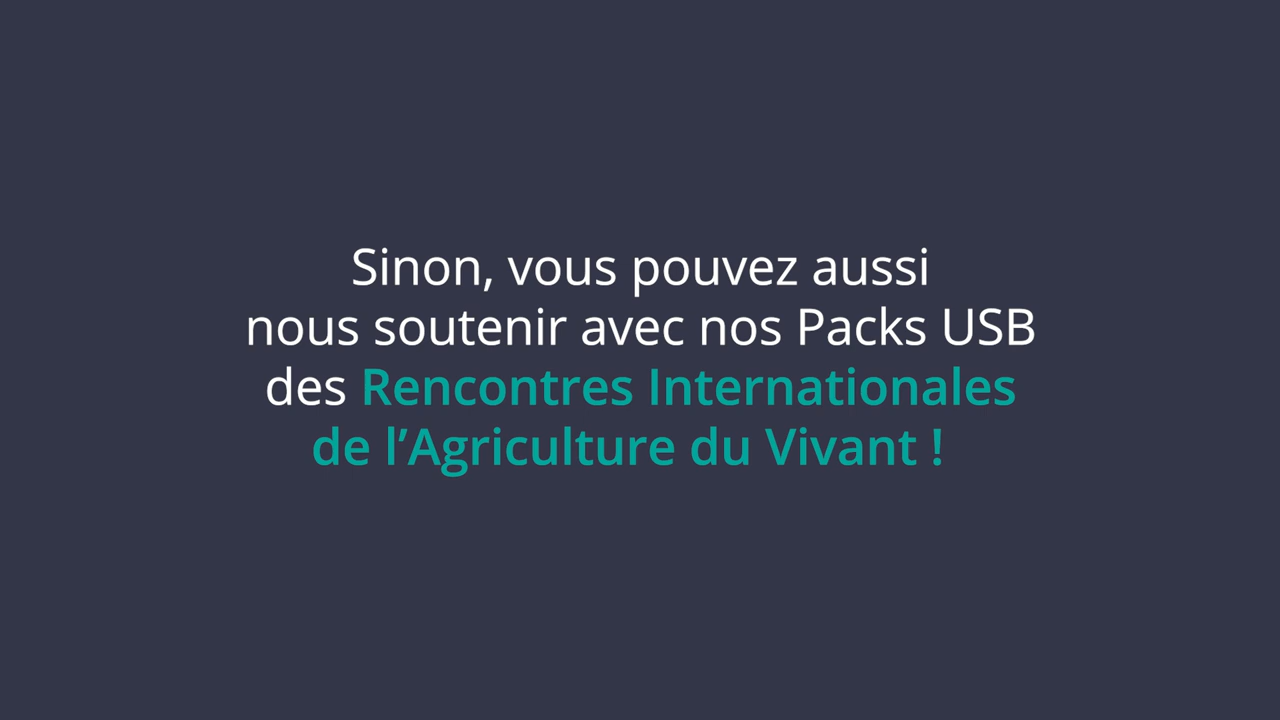 Sinon, vous pouvez aussi
nous soutenir avec nos Packs USB
des Rencontres Internationales
de l’Agriculture du Vivant !